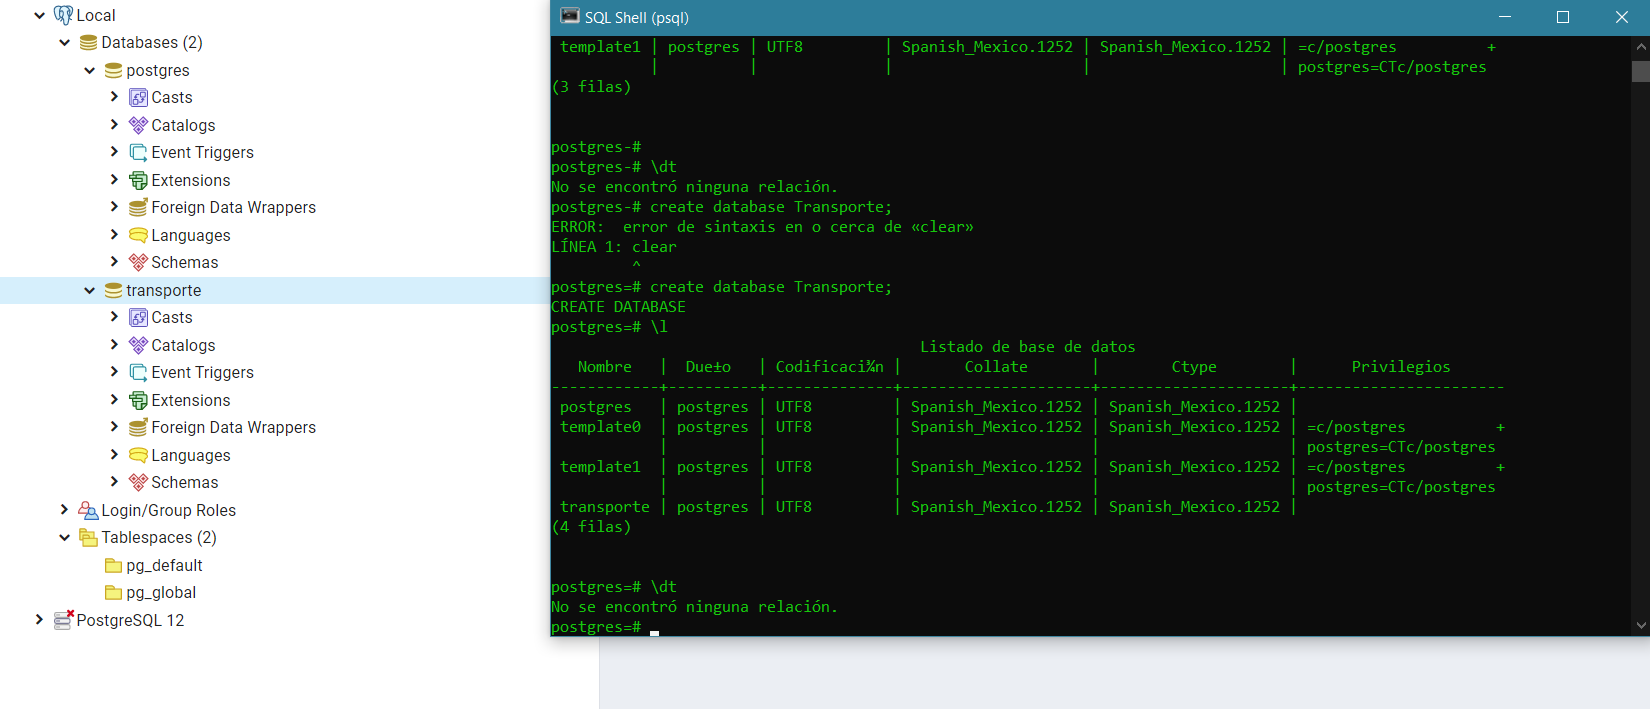 Local
Databases (2)
postgres
Casts
Catalogs
Event Triggers
Extensions
Foreign Data Wrappers
Languages
Schemas
transporte
Casts
Catalogs
Event Triggers
Extensions
Foreign Data Wrappers
Languages
Schemas
Login/Group Roles
Tablespaces (2)
pg_default
pg_global
PostgreSQL 12
SQL Shell (psql)
template1 | postgres | UTF8 | Spanish_Mexico.1252 | Spanish_Mexico.1252 | =c/postgres +
| | | | | postgres=CTc/postgres
(3 filas)
postgres-#
postgres-# \dt
No se encontró ninguna relación.
postgres-# create database Transporte;
ERROR: error de sintaxis en o cerca de «clear»
LÍNEA 1: clear
^
postgres=# create database Transporte;
CREATE DATABASE
postgres=# \l
Listado de base de datos
Nombre | Due±o | Codificaci¾n | Collate | Ctype | Privilegios
-----------+----------+--------------+---------------------+---------------------+-----------------------
postgres | postgres | UTF8 | Spanish_Mexico.1252 | Spanish_Mexico.1252 |
template0 | postgres | UTF8 | Spanish_Mexico.1252 | Spanish_Mexico.1252 | =c/postgres +
| | | | | postgres=CTc/postgres
template1 | postgres | UTF8 | Spanish_Mexico.1252 | Spanish_Mexico.1252 | =c/postgres +
| | | | | postgres=CTc/postgres
transporte | postgres | UTF8 | Spanish_Mexico.1252 | Spanish_Mexico.1252 |
(4 filas)
postgres=# \dt
No se encontró ninguna relación.
postgres=#